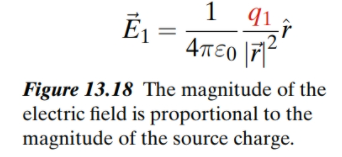 E⃗₁ = 1/4πε₀ q₁/|r⃗|² r̂
Figure 13.18 The magnitude of the
electric field is proportional to the
magnitude of the source charge.